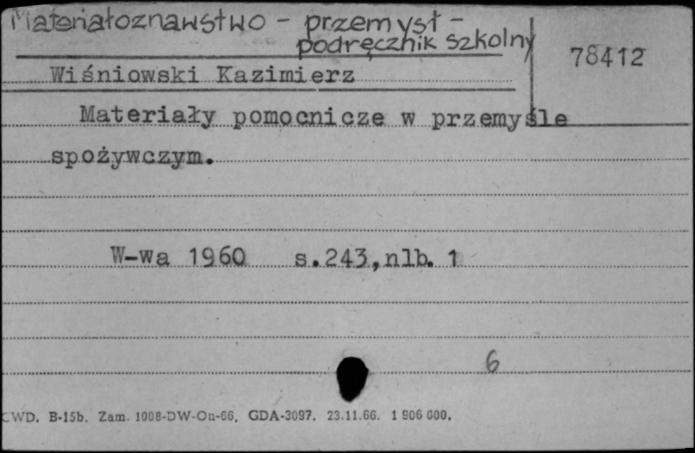 Materiałoznawstwo - przemysł -
podręcznik szkolny
78412
Wiśniowski Kazimierz
Materiały pomocnicze w przemyśle
spożywczym.
W-wa 1960 s.243,nlb. 1
6
CWD. B-15b. Zam. 1008-DW-On-66. GDA-3097. 23.11.66. 1 906 000.